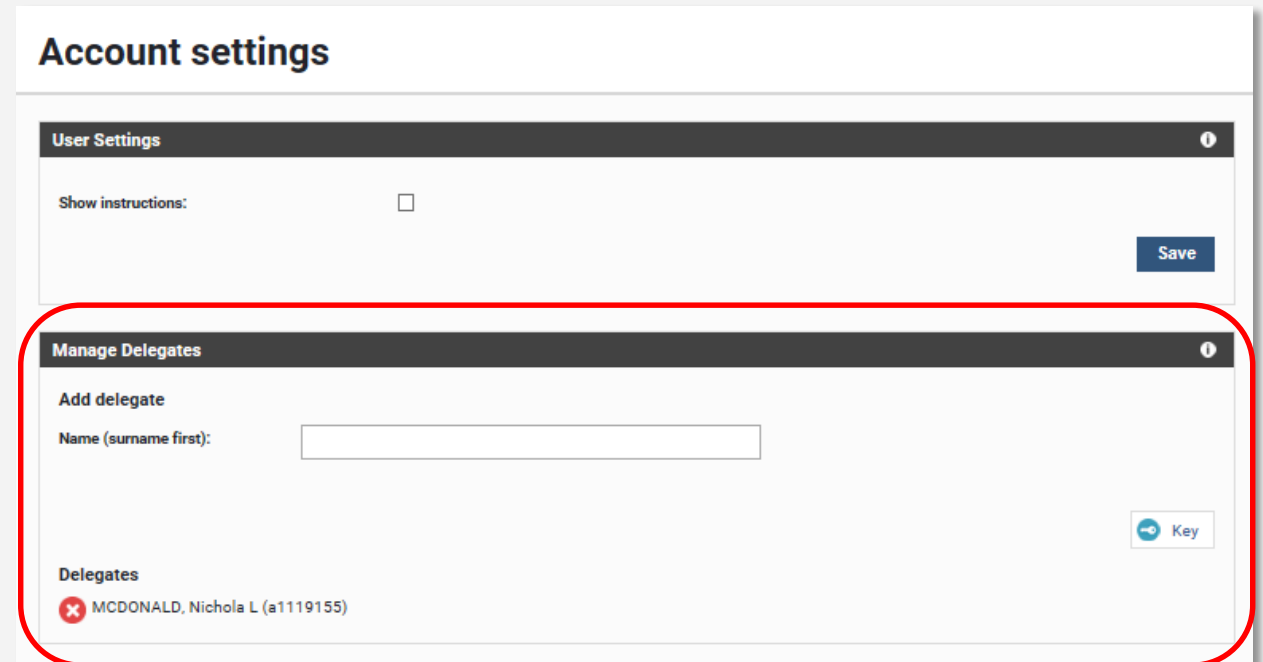 Account settings
User Settings
Show instructions:
Save
Manage Delegates
Add delegate
Name (surname first):
Key
Delegates
MCDONALD, Nichola L (a1119155)